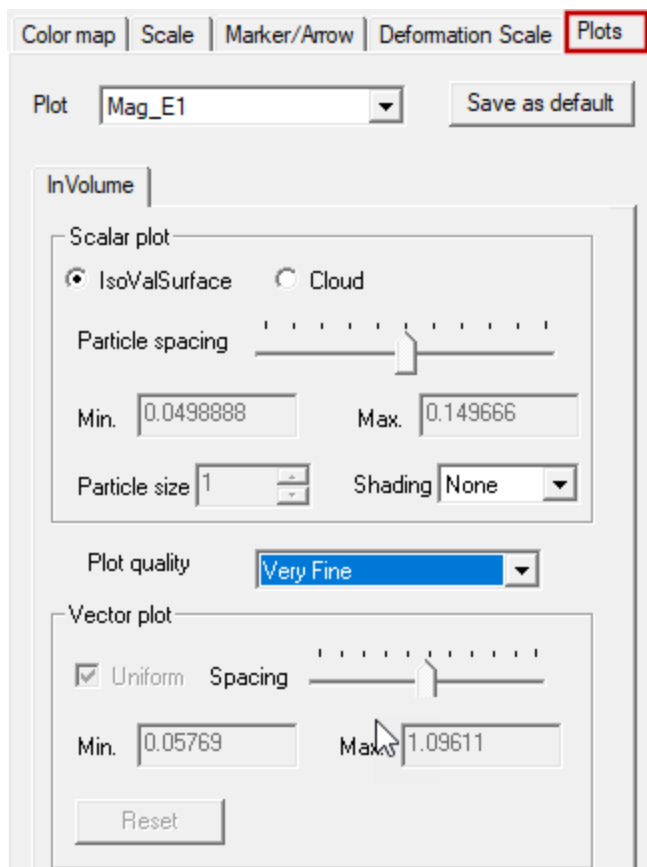 Color map Scale Marker/Arrow Deformation Scale Plots
Plot Mag_E1 Save as default
InVolume
Scalar plot
IsoValSurface Cloud
Particle spacing
Min. 0.0498888 Max. 0.149666
Particle size 1 Shading None
Plot quality Very Fine
Vector plot
Uniform Spacing
Min. 0.05769 Max 1.09611
Reset